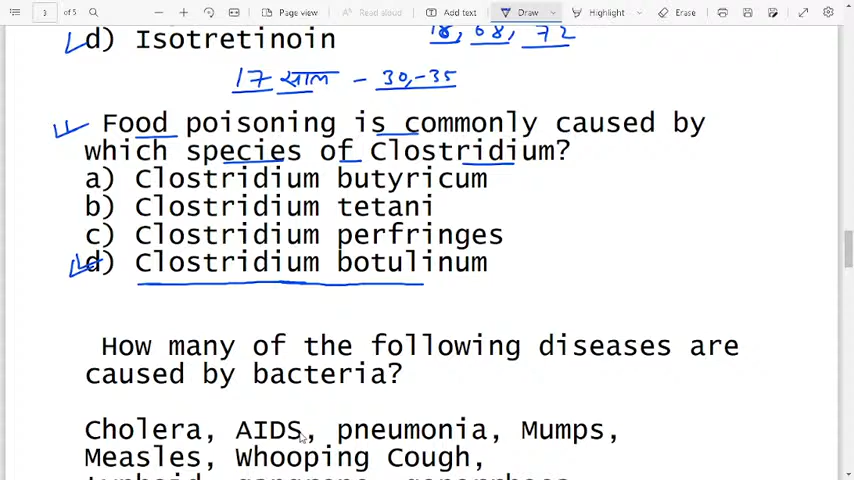 3 of 5 Page view Read aloud Add text Draw Highlight Erase
d) Isotretinoin 18, 68, 72
17 साल - 30,-35
Food poisoning is commonly caused by
which species of Clostridium?
a) Clostridium butyricum
b) Clostridium tetani
c) Clostridium perfringes
d) Clostridium botulinum
How many of the following diseases are
caused by bacteria?
Cholera, AIDS, pneumonia, Mumps,
Measles, Whooping Cough,